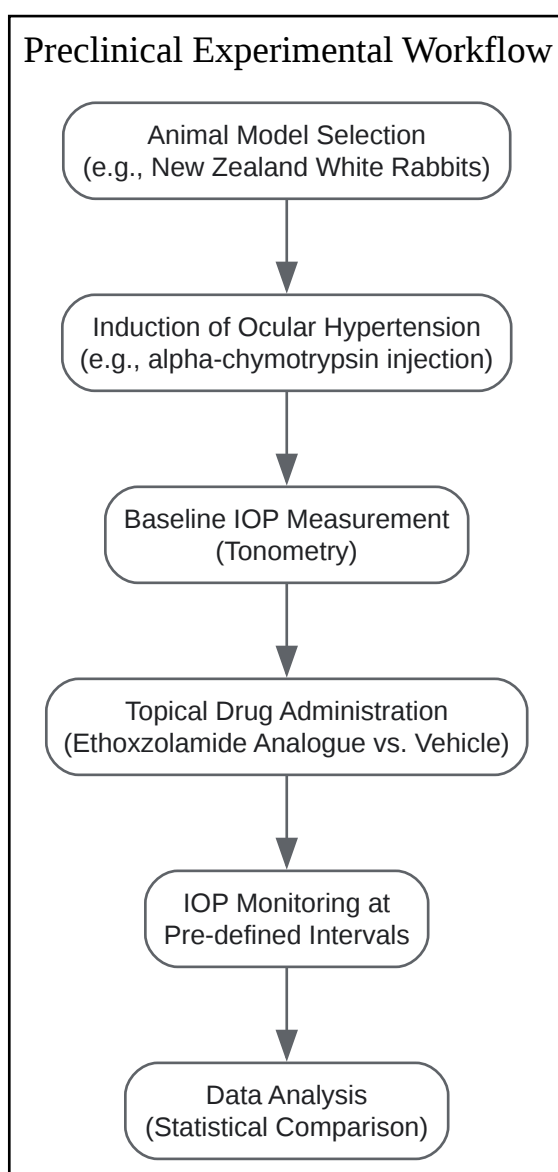 Preclinical Experimental Workflow
Animal Model Selection
(e.g., New Zealand White Rabbits)
Induction of Ocular Hypertension
(e.g., alpha-chymotrypsin injection)
Baseline IOP Measurement
(Tonometry)
Topical Drug Administration
(Ethoxzolamide Analogue vs. Vehicle)
IOP Monitoring at
Pre-defined Intervals
Data Analysis
(Statistical Comparison)